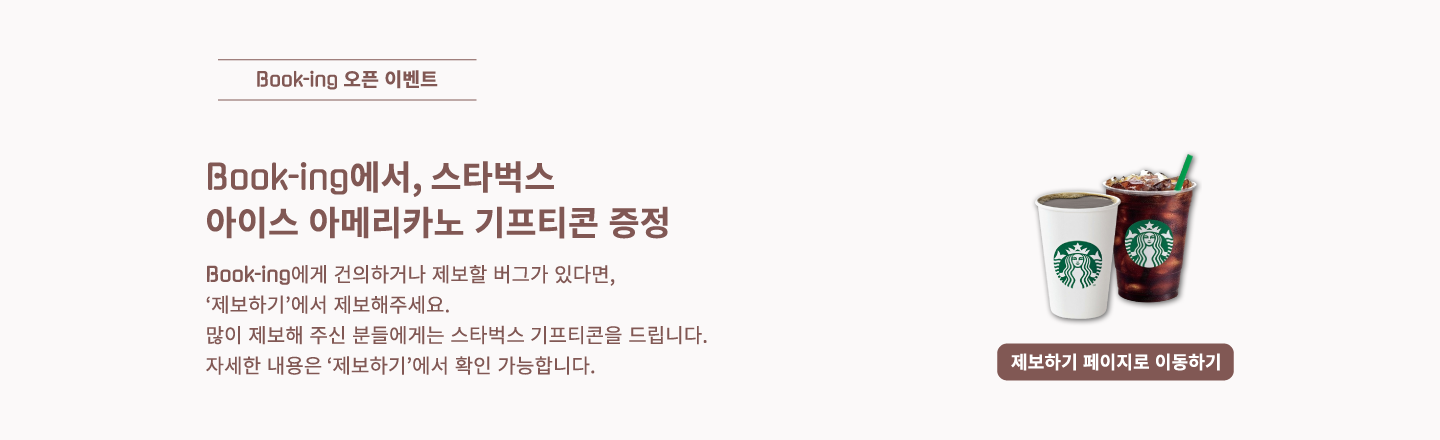 Book-ing 오픈 이벤트
Book-ing에서, 스타벅스
아이스 아메리카노 기프티콘 증정
Book-ing에게 건의하거나 제보할 버그가 있다면,
‘제보하기’에서 제보해주세요.
많이 제보해 주신 분들에게는 스타벅스 기프티콘을 드립니다.
자세한 내용은 ‘제보하기’에서 확인 가능합니다.
제보하기 페이지로 이동하기